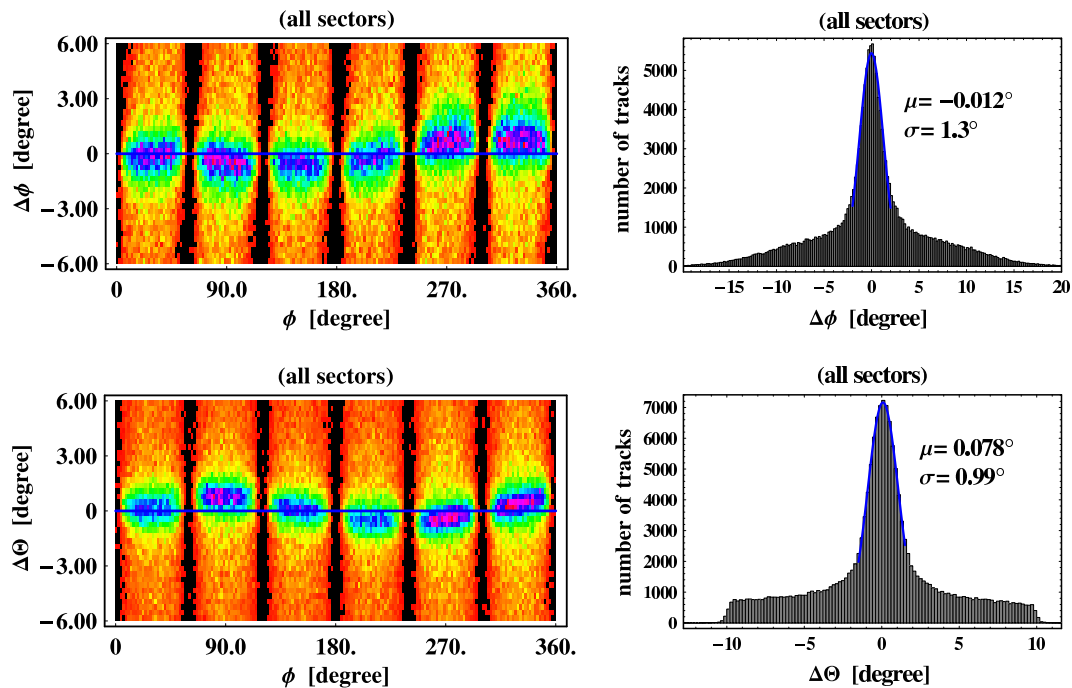 (all sectors)
6.00
3.00
0
−3.00
−6.00
Δϕ [degree]
0 90.0 180. 270. 360.
ϕ [degree]
(all sectors)
5000
4000
3000
2000
1000
0
number of tracks
μ= −0.012°
σ= 1.3°
−15 −10 −5 0 5 10 15 20
Δϕ [degree]
(all sectors)
6.00
3.00
0
−3.00
−6.00
ΔΘ [degree]
0 90.0 180. 270. 360.
ϕ [degree]
(all sectors)
7000
6000
5000
4000
3000
2000
1000
0
number of tracks
μ= 0.078°
σ= 0.99°
−10 −5 0 5 10
ΔΘ [degree]